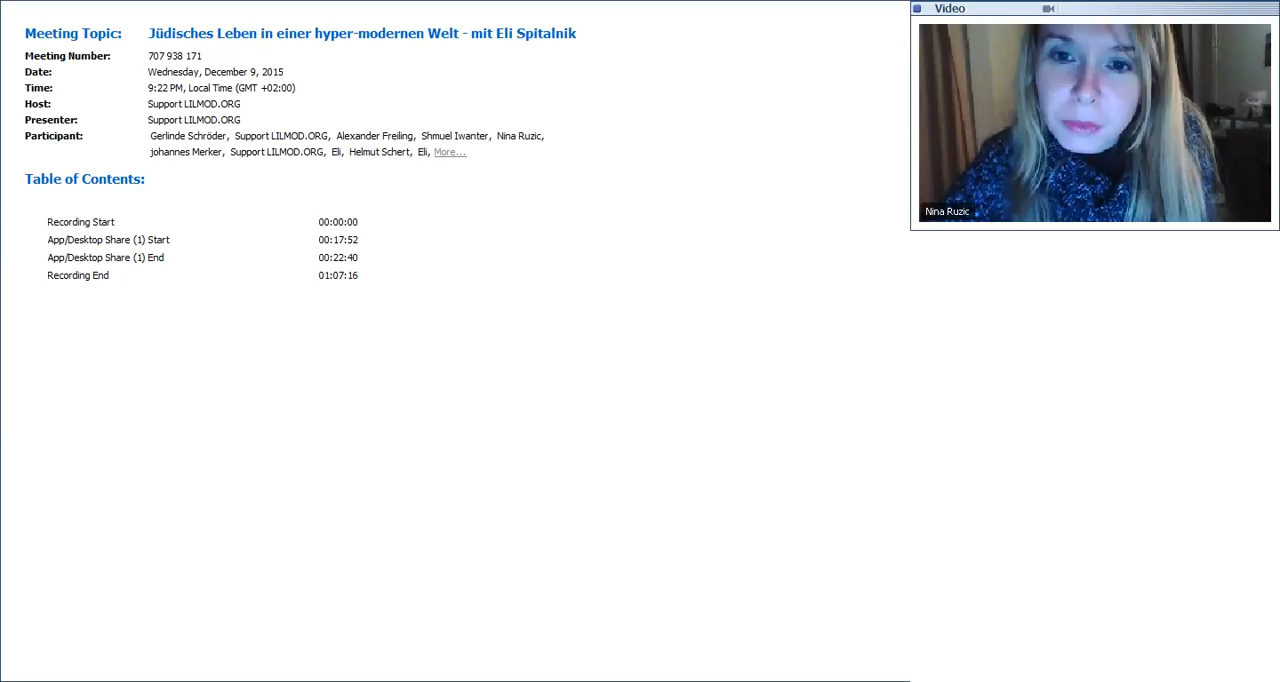 Meeting Topic: Jüdisches Leben in einer hyper-modernen Welt - mit Eli Spitalnik
Meeting Number: 707 938 171
Date: Wednesday, December 9, 2015
Time: 9:22 PM, Local Time (GMT +02:00)
Host: Support LILMOD.ORG
Presenter: Support LILMOD.ORG
Participant: Gerlinde Schröder, Support LILMOD.ORG, Alexander Freiling, Shmuel Iwanter, Nina Ruzic,
johannes Merker, Support LILMOD.ORG, Eli, Helmut Schert, Eli, More...
Table of Contents:
Recording Start 00:00:00
App/Desktop Share (1) Start 00:17:52
App/Desktop Share (1) End 00:22:40
Recording End 01:07:16
Video
Nina Ruzic